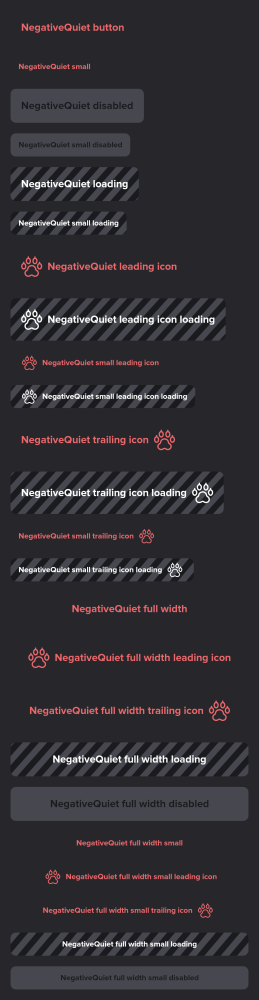 NegativeQuiet button
NegativeQuiet small
NegativeQuiet disabled
NegativeQuiet small disabled
NegativeQuiet loading
NegativeQuiet small loading
NegativeQuiet leading icon
NegativeQuiet leading icon loading
NegativeQuiet small leading icon
NegativeQuiet small leading icon loading
NegativeQuiet trailing icon
NegativeQuiet trailing icon loading
NegativeQuiet small trailing icon
NegativeQuiet small trailing icon loading
NegativeQuiet full width
NegativeQuiet full width leading icon
NegativeQuiet full width trailing icon
NegativeQuiet full width loading
NegativeQuiet full width disabled
NegativeQuiet full width small
NegativeQuiet full width small leading icon
NegativeQuiet full width small trailing icon
NegativeQuiet full width small loading
NegativeQuiet full width small disabled